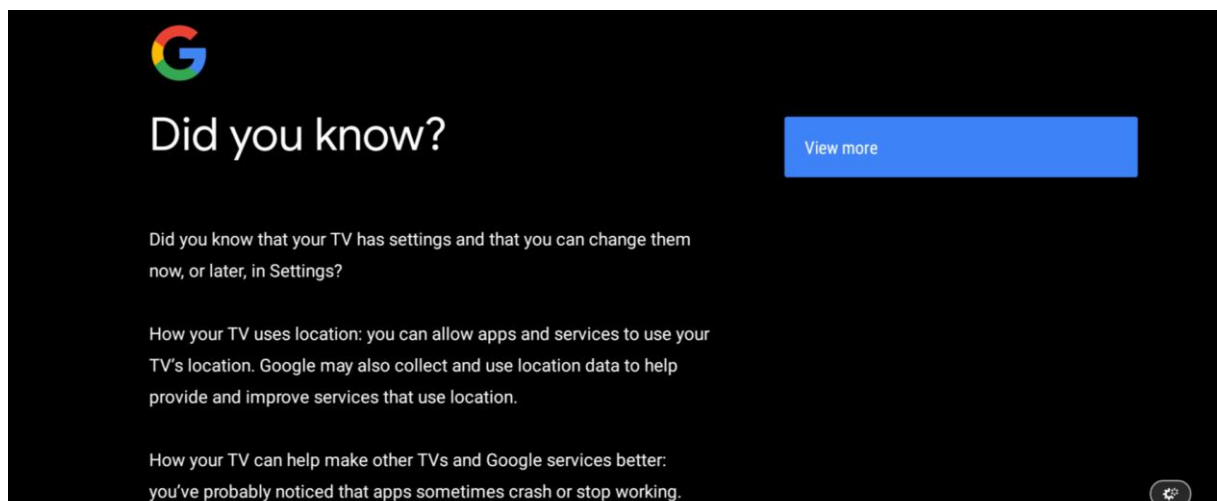 Did you know?
View more
Did you know that your TV has settings and that you can change them
now, or later, in Settings?
How your TV uses location: you can allow apps and services to use your
TV's location. Google may also collect and use location data to help
provide and improve services that use location.
How your TV can help make other TVs and Google services better:
you've probably noticed that apps sometimes crash or stop working.